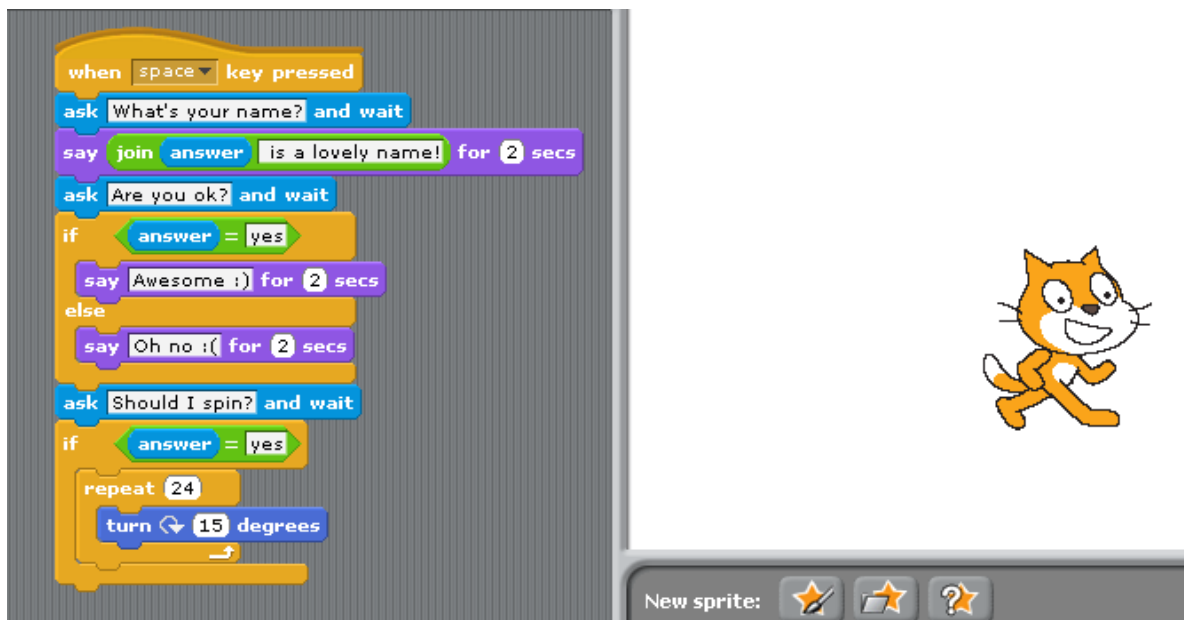 when space key pressed
ask What's your name? and wait
say join answer is a lovely name! for 2 secs
ask Are you ok? and wait
if answer = yes
say Awesome :) for 2 secs
else
say Oh no :( for 2 secs
ask Should I spin? and wait
if answer = yes
repeat 24
turn 15 degrees
New sprite: